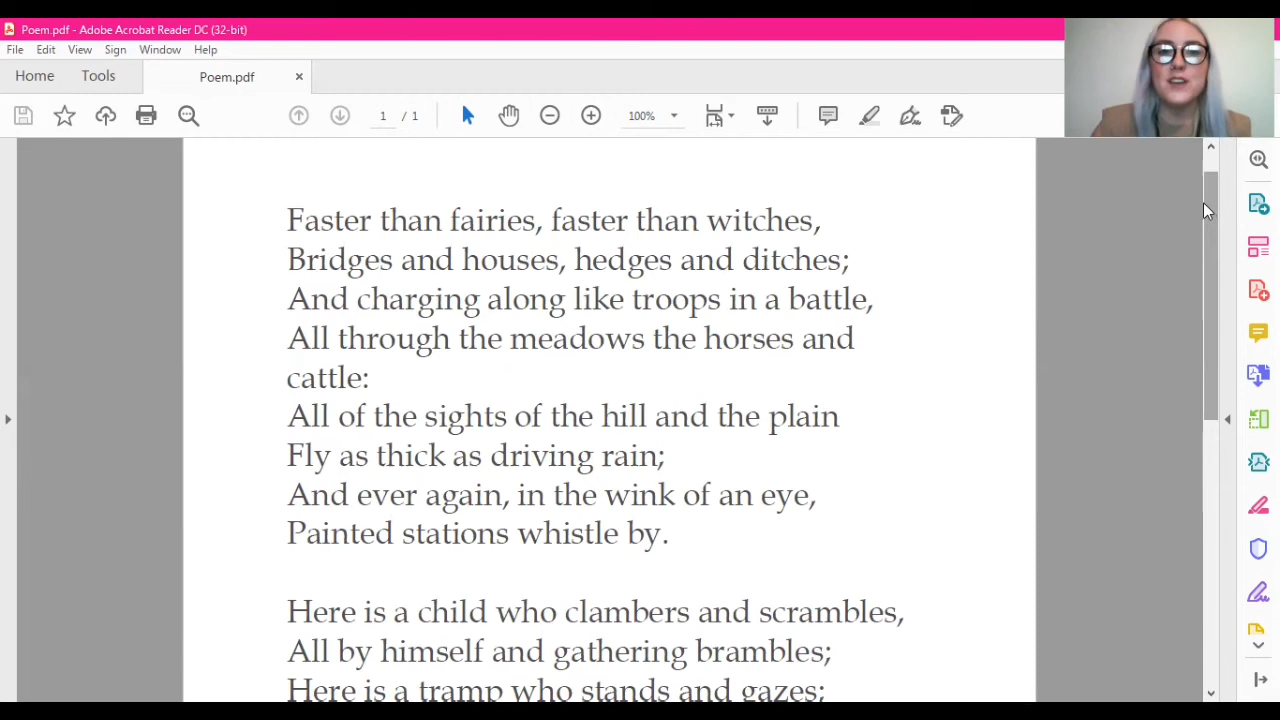 Poem.pdf - Adobe Acrobat Reader DC (32-bit)
File Edit View Sign Window Help
Home Tools Poem.pdf ×
1 / 1 100%
Faster than fairies, faster than witches,
Bridges and houses, hedges and ditches;
And charging along like troops in a battle,
All through the meadows the horses and
cattle:
All of the sights of the hill and the plain
Fly as thick as driving rain;
And ever again, in the wink of an eye,
Painted stations whistle by.
Here is a child who clambers and scrambles,
All by himself and gathering brambles;
Here is a tramp who stands and gazes;